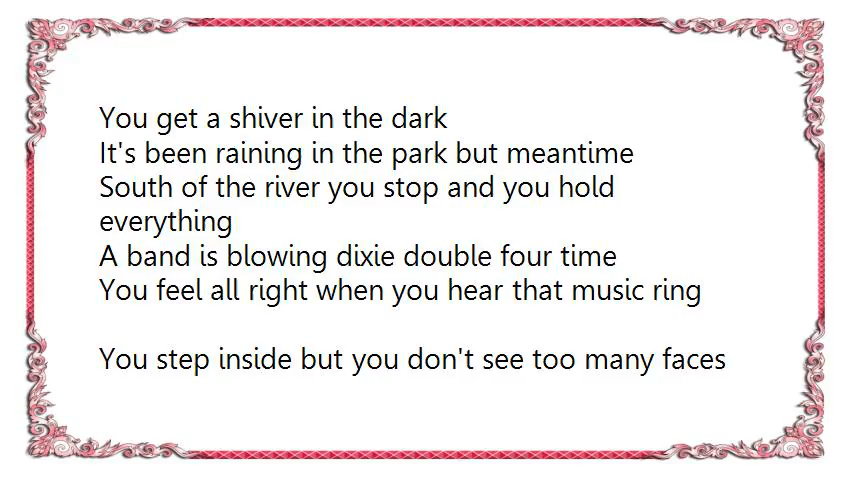 You get a shiver in the dark
It's been raining in the park but meantime
South of the river you stop and you hold
everything
A band is blowing dixie double four time
You feel all right when you hear that music ring
You step inside but you don't see too many faces